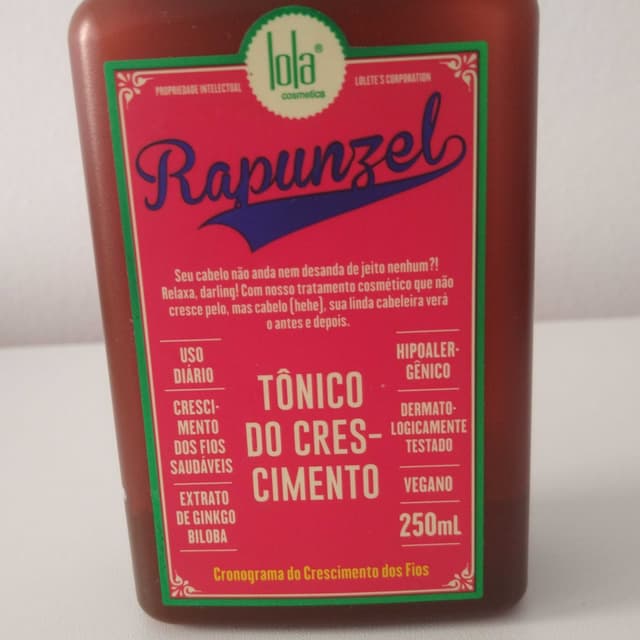 lola®
cosmetics
PROPRIEDADE INTELECTUAL
LOLETE'S CORPORATION
Rapunzel
Seu cabelo não anda nem desanda de jeito nenhum?!
Relaxa, darling! Com nosso tratamento cosmético que não
cresce pelo, mas cabelo (hehe), sua linda cabeleira verá
o antes e depois.
USO
DIÁRIO
CRESCI-
MENTO
DOS FIOS
SAUDÁVEIS
EXTRATO
DE GINKGO
BILOBA
TÔNICO
DO CRES-
CIMENTO
HIPOALER-
GÊNICO
DERMATO-
LOGICAMENTE
TESTADO
VEGANO
250mL
Cronograma do Crescimento dos Fios